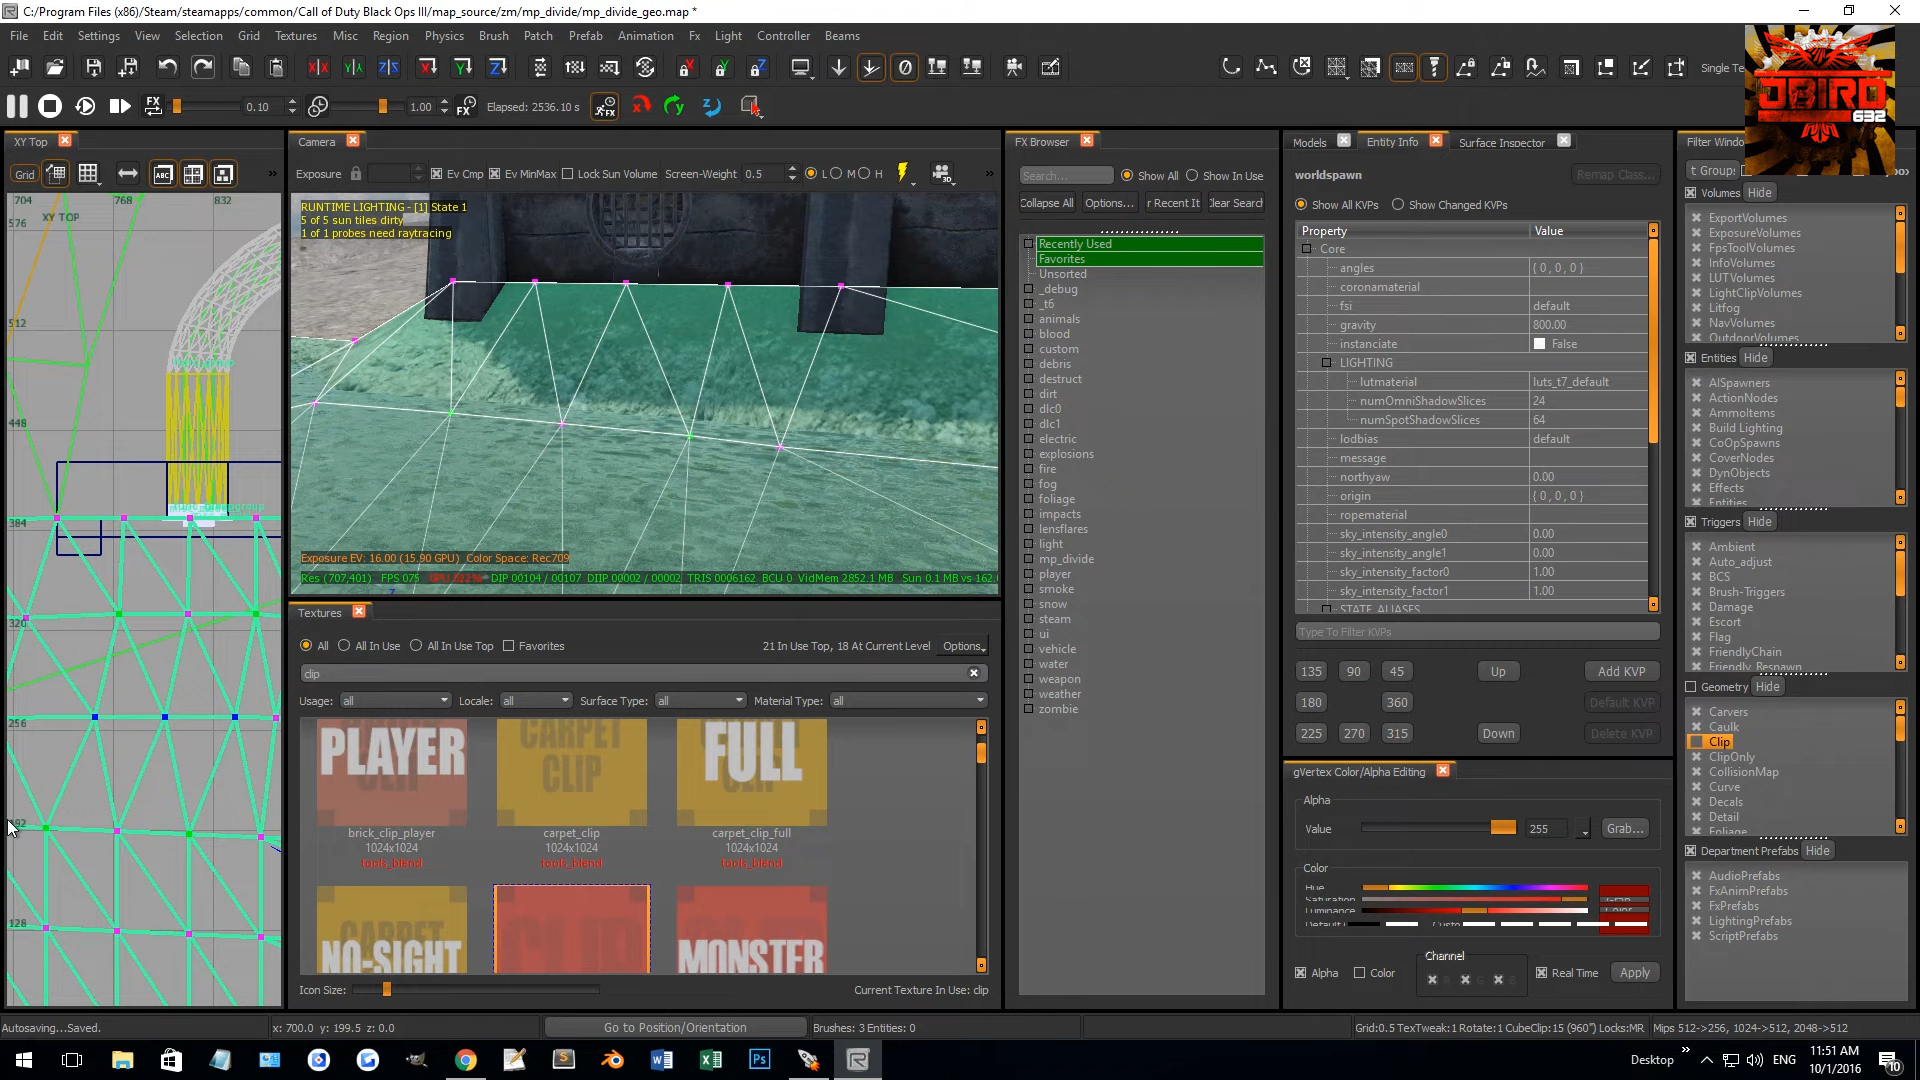 C:/Program Files (x86)/Steam/steamapps/common/Call of Duty Black Ops III/map_source/zm/mp_divide/mp_divide_geo.map *
File Edit Settings View Selection Grid Textures Misc Region Physics Brush Patch Prefab Animation Fx Light Controller Beams
Single Te
FX 0.10 1.00 FX Elapsed: 2536.10 s
JBIRD
632
XY Top Camera FX Browser Models Entity Info Surface Inspector Filter Windo
Grid ABC » Exposure Ev Cmp Ev MinMax Lock Sun Volume Screen-Weight 0.5 L M H »
Search... Show All Show In Use
Collapse All Options... r Recent It Clear Search
worldspawn Remap Class...
Show All KVPs Show Changed KVPs
t Groups
704 768 832
XY TOP
576
512
448
384
320
256
192
128
RUNTIME LIGHTING - [1] State 1
5 of 5 sun tiles dirty
1 of 1 probes need raytracing
Exposure EV: 16.00 (15.90 GPU) Color Space: Rec709
Res (707,401) FPS 075 DIP 00104 / 00107 DIIP 00002 / 00002 TRIS 0006162 BCU 0 VidMem 2852.1 MB Sun 0.1 MB vs 162.
Textures
All All In Use All In Use Top Favorites 21 In Use Top, 18 At Current Level Options...
clip
Usage: all Locale: all Surface Type: all Material Type: all
PLAYER
CARPET CLIP
FULL
brick_clip_player carpet_clip carpet_clip_full
1024x1024 1024x1024 1024x1024
tools_blend tools_blend tools_blend
CARPET
NO-SIGHT
CLIP
MONSTER
Icon Size: Current Texture In Use: clip
Recently Used
Favorites
Unsorted
_debug
_t6
animals
blood
custom
debris
destruct
dirt
dlc0
dlc1
electric
explosions
fire
fog
foliage
impacts
lensflares
light
mp_divide
player
smoke
snow
steam
ui
vehicle
water
weapon
weather
zombie
Property Value
Core
angles { 0 , 0 , 0 }
coronamaterial
fsi default
gravity 800.00
instanciate False
LIGHTING
lutmaterial luts_t7_default
numOmniShadowSlices 24
numSpotShadowSlices 64
lodbias default
message
northyaw 0.00
origin { 0 , 0 , 0 }
ropematerial
sky_intensity_angle0 0.00
sky_intensity_angle1 0.00
sky_intensity_factor0 1.00
sky_intensity_factor1 1.00
STATE ALIASES
Type To Filter KVPs
135 90 45 Up Add KVP
180 360 Default KVP
225 270 315 Down Delete KVP
gVertex Color/Alpha Editing
Alpha
Value 255 Grab...
Color
Hue
Saturation
Luminance
Channel
Alpha Color Real Time Apply
Volumes Hide
ExportVolumes
ExposureVolumes
FpsToolVolumes
InfoVolumes
LUTVolumes
LightClipVolumes
Litfog
NavVolumes
OutdoorVolumes
Entities Hide
AISpawners
ActionNodes
AmmoItems
Build Lighting
CoOpSpawns
CoverNodes
DynObjects
Effects
Entities
Triggers Hide
Ambient
Auto_adjust
BCS
Brush-Triggers
Damage
Escort
Flag
FriendlyChain
Friendly_Respawn
Geometry Hide
Carvers
Caulk
Clip
ClipOnly
CollisionMap
Curve
Decals
Detail
Foliage
Department Prefabs Hide
AudioPrefabs
FxAnimPrefabs
FxPrefabs
LightingPrefabs
ScriptPrefabs
Autosaving...Saved. x: 700.0 y: 199.5 z: 0.0 Go to Position/Orientation Brushes: 3 Entities: 0 Grid:0.5 TexTweak:1 Rotate:1 CubeClip:15 (960") Locks:MR Mips 512->256, 1024->512, 2048->512
Desktop » ENG 11:51 AM
10/1/2016 10